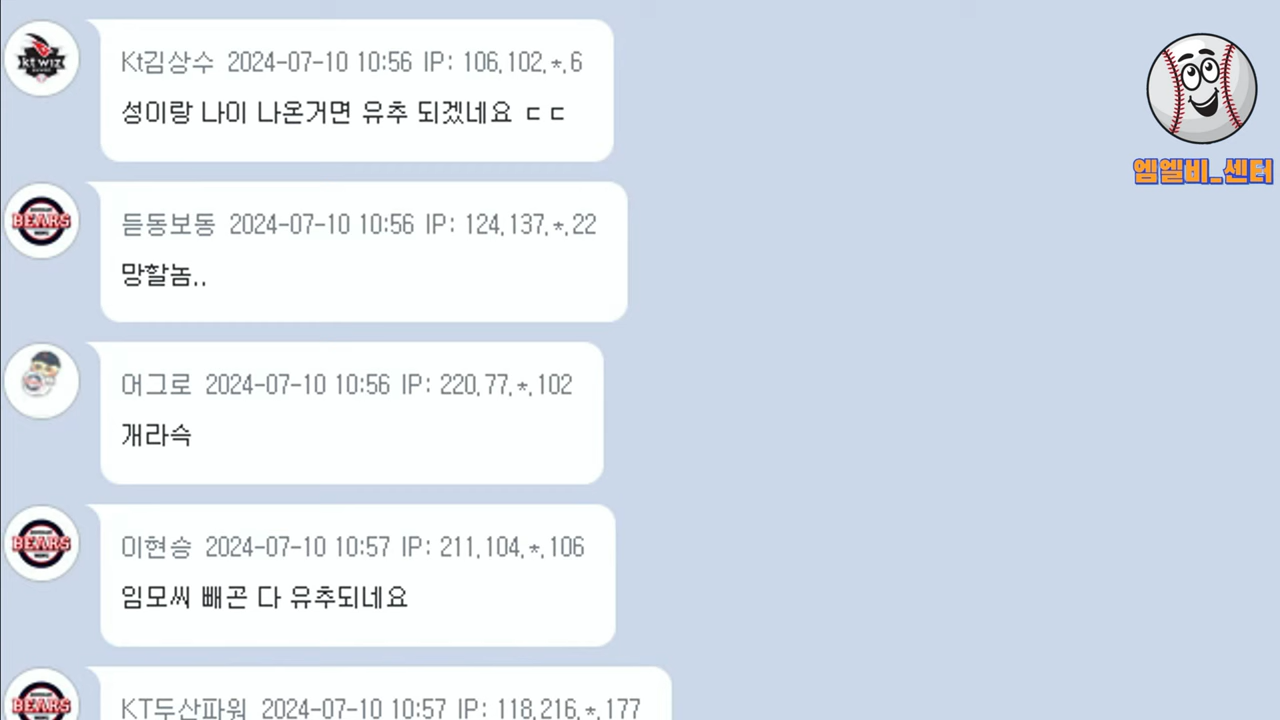 Kt김상수 2024-07-10 10:56 IP: 106.102.*.6
성이랑 나이 나온거면 유추 되겠네요 ㄷㄷ
듣동보동 2024-07-10 10:56 IP: 124.137.*.22
망할놈..
어그로 2024-07-10 10:56 IP: 220.77.*.102
개라슥
이현승 2024-07-10 10:57 IP: 211.104.*.106
임모씨 빼곤 다 유추되네요
KT두산파워 2024-07-10 10:57 IP: 118.216.*.177
엠엘비_센터
kt wiz
BEARS
BEARS
BEARS